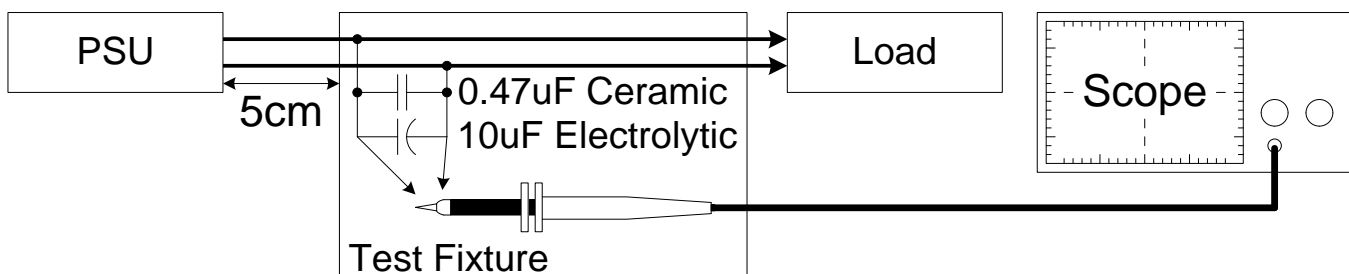 PSU
Load
Scope
5cm
0.47uF Ceramic
10uF Electrolytic
Test Fixture